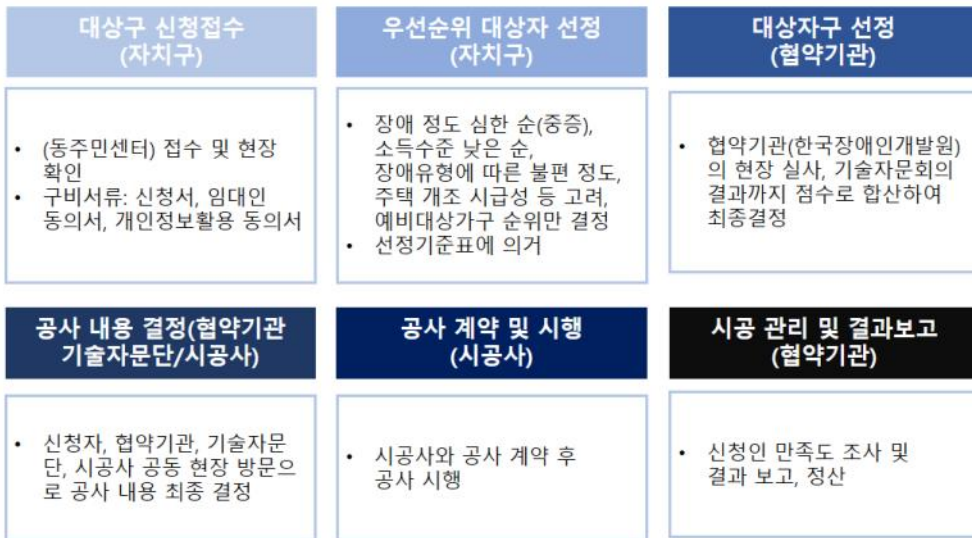 대상구 신청접수
(자치구)
• (동주민센터) 접수 및 현장
확인
• 구비서류: 신청서, 임대인
동의서, 개인정보활용 동의서
우선순위 대상자 선정
(자치구)
• 장애 정도 심한 순(중증),
소득수준 낮은 순,
장애유형에 따른 불편 정도,
주택 개조 시급성 등 고려,
예비대상가구 순위만 결정
• 선정기준표에 의거
대상자구 선정
(협약기관)
• 협약기관(한국장애인개발원)
의 현장 실사, 기술자문회의
결과까지 점수로 합산하여
최종결정
공사 내용 결정(협약기관
기술자문단/시공사)
• 신청자, 협약기관, 기술자문
단, 시공사 공동 현장 방문으
로 공사 내용 최종 결정
공사 계약 및 시행
(시공사)
• 시공사와 공사 계약 후
공사 시행
시공 관리 및 결과보고
(협약기관)
• 신청인 만족도 조사 및
결과 보고, 정산